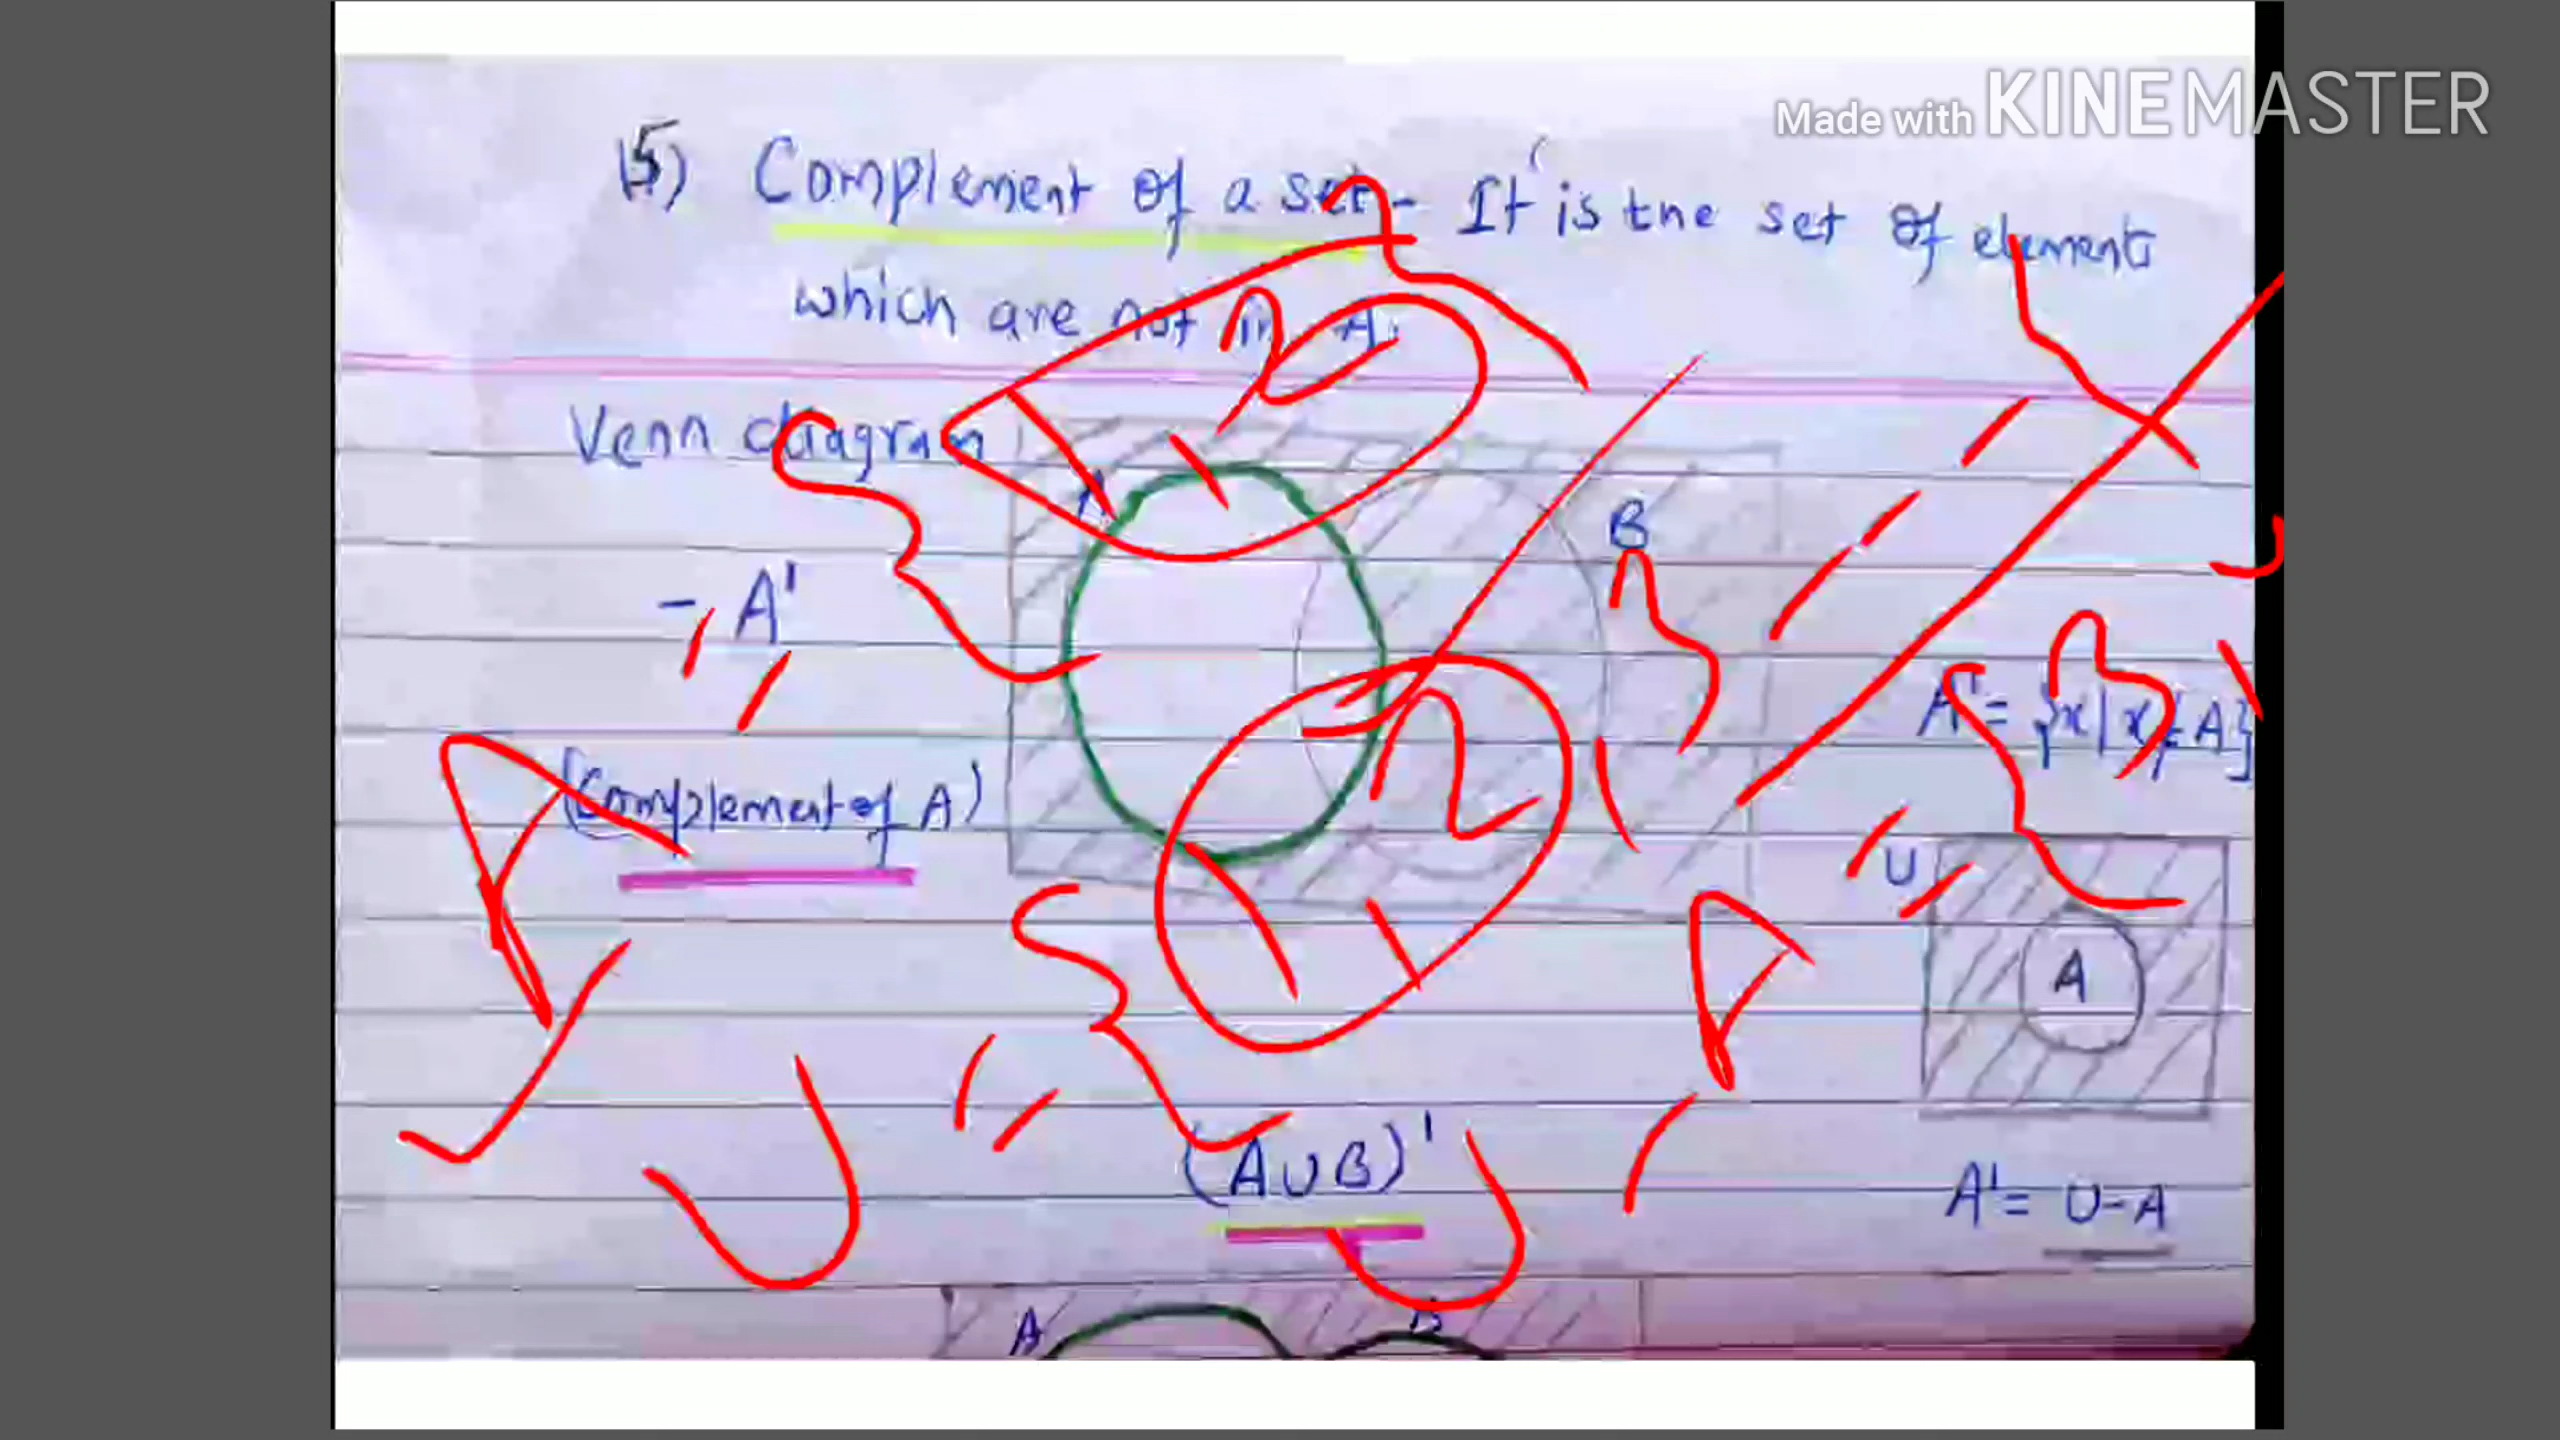 Made with KINEMASTER
15) Complement of a set - It is the set of elements
which are not in A.
Venn diagram
A
B
- A'
A' = {x | x ∉ A}
(Complement of A)
U
A
(A∪B)'
A' = U-A
A
B